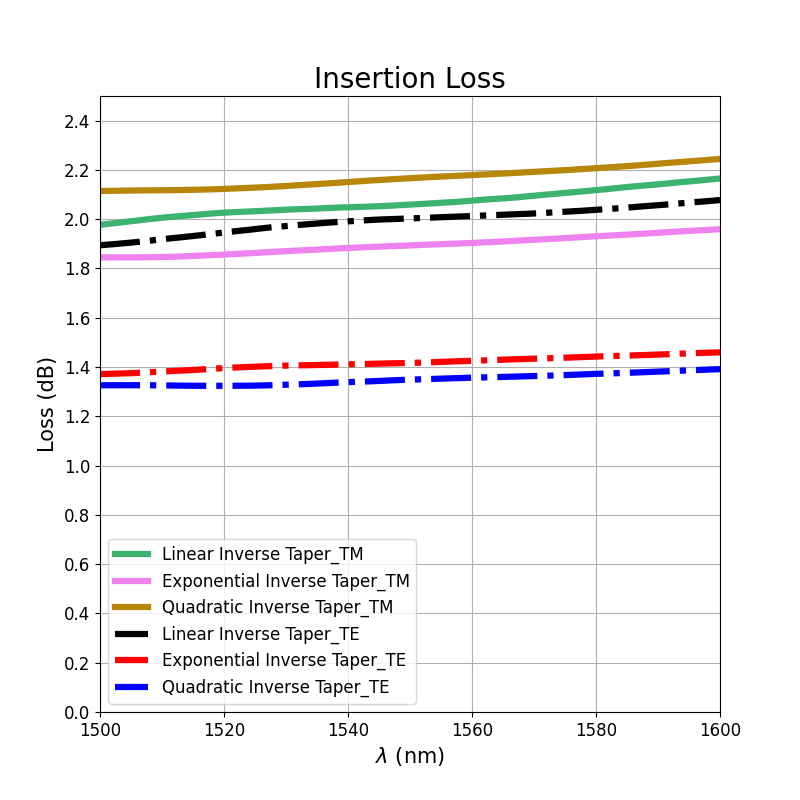 Insertion Loss
Loss (dB)
2.4
2.2
2.0
1.8
1.6
1.4
1.2
1.0
0.8
0.6
0.4
0.2
0.0
Linear Inverse Taper_TM
Exponential Inverse Taper_TM
Quadratic Inverse Taper_TM
Linear Inverse Taper_TE
Exponential Inverse Taper_TE
Quadratic Inverse Taper_TE
1500 1520 1540 1560 1580 1600
λ (nm)